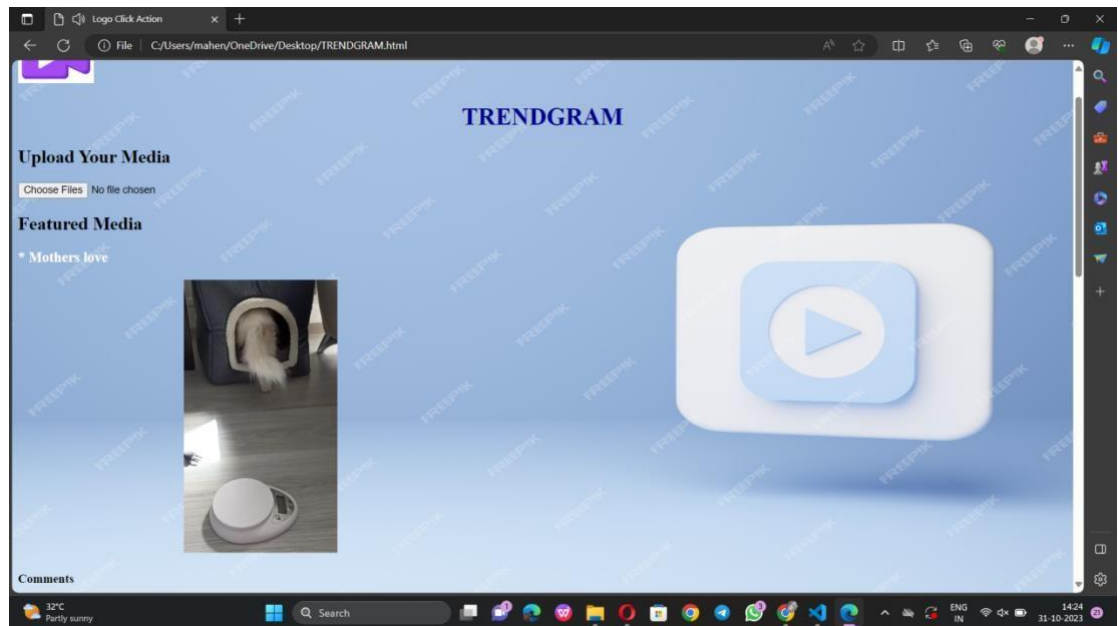 Logo Click Action
File
C:/Users/mahen/OneDrive/Desktop/TRENDGRAM.html
TRENDGRAM
Upload Your Media
Choose Files No file chosen
Featured Media
* Mothers love
Comments
32°C
Partly sunny
Search
ENG
IN
14:24
31-10-2023
FREEPIK